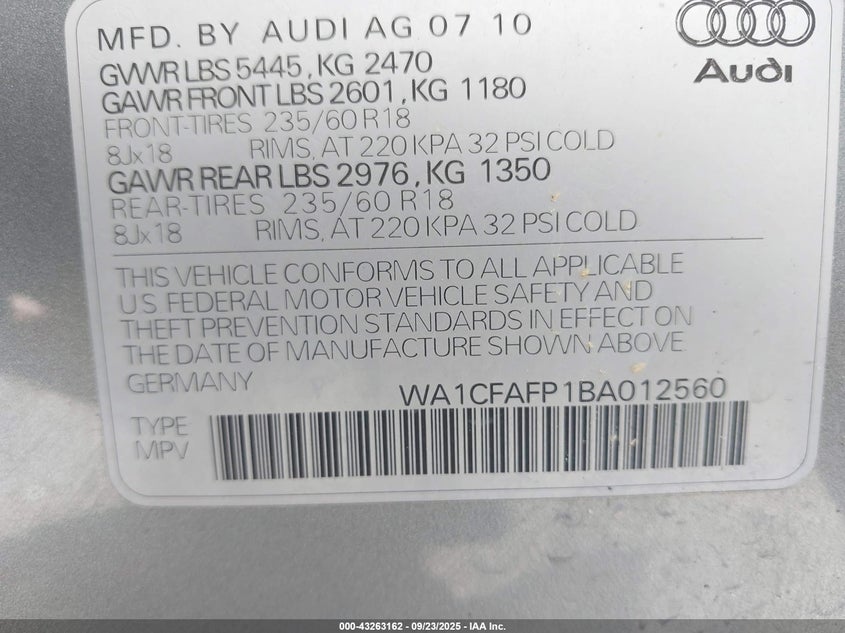 MFD. BY AUDI AG 07 10
Audi
GVWR LBS 5445, KG 2470
GAWR FRONT LBS 2601, KG 1180
FRONT-TIRES 235/60 R18
8Jx18 RIMS, AT 220 KPA 32 PSI COLD
GAWR REAR LBS 2976, KG 1350
REAR-TIRES 235/60 R18
8Jx18 RIMS, AT 220 KPA 32 PSI COLD
THIS VEHICLE CONFORMS TO ALL APPLICABLE
U.S. FEDERAL MOTOR VEHICLE SAFETY AND
THEFT PREVENTION STANDARDS IN EFFECT ON
THE DATE OF MANUFACTURE SHOWN ABOVE
GERMANY WA1CFAFP1BA012560
TYPE
MPV
000-43263162 - 09/23/2025 - IAA Inc.